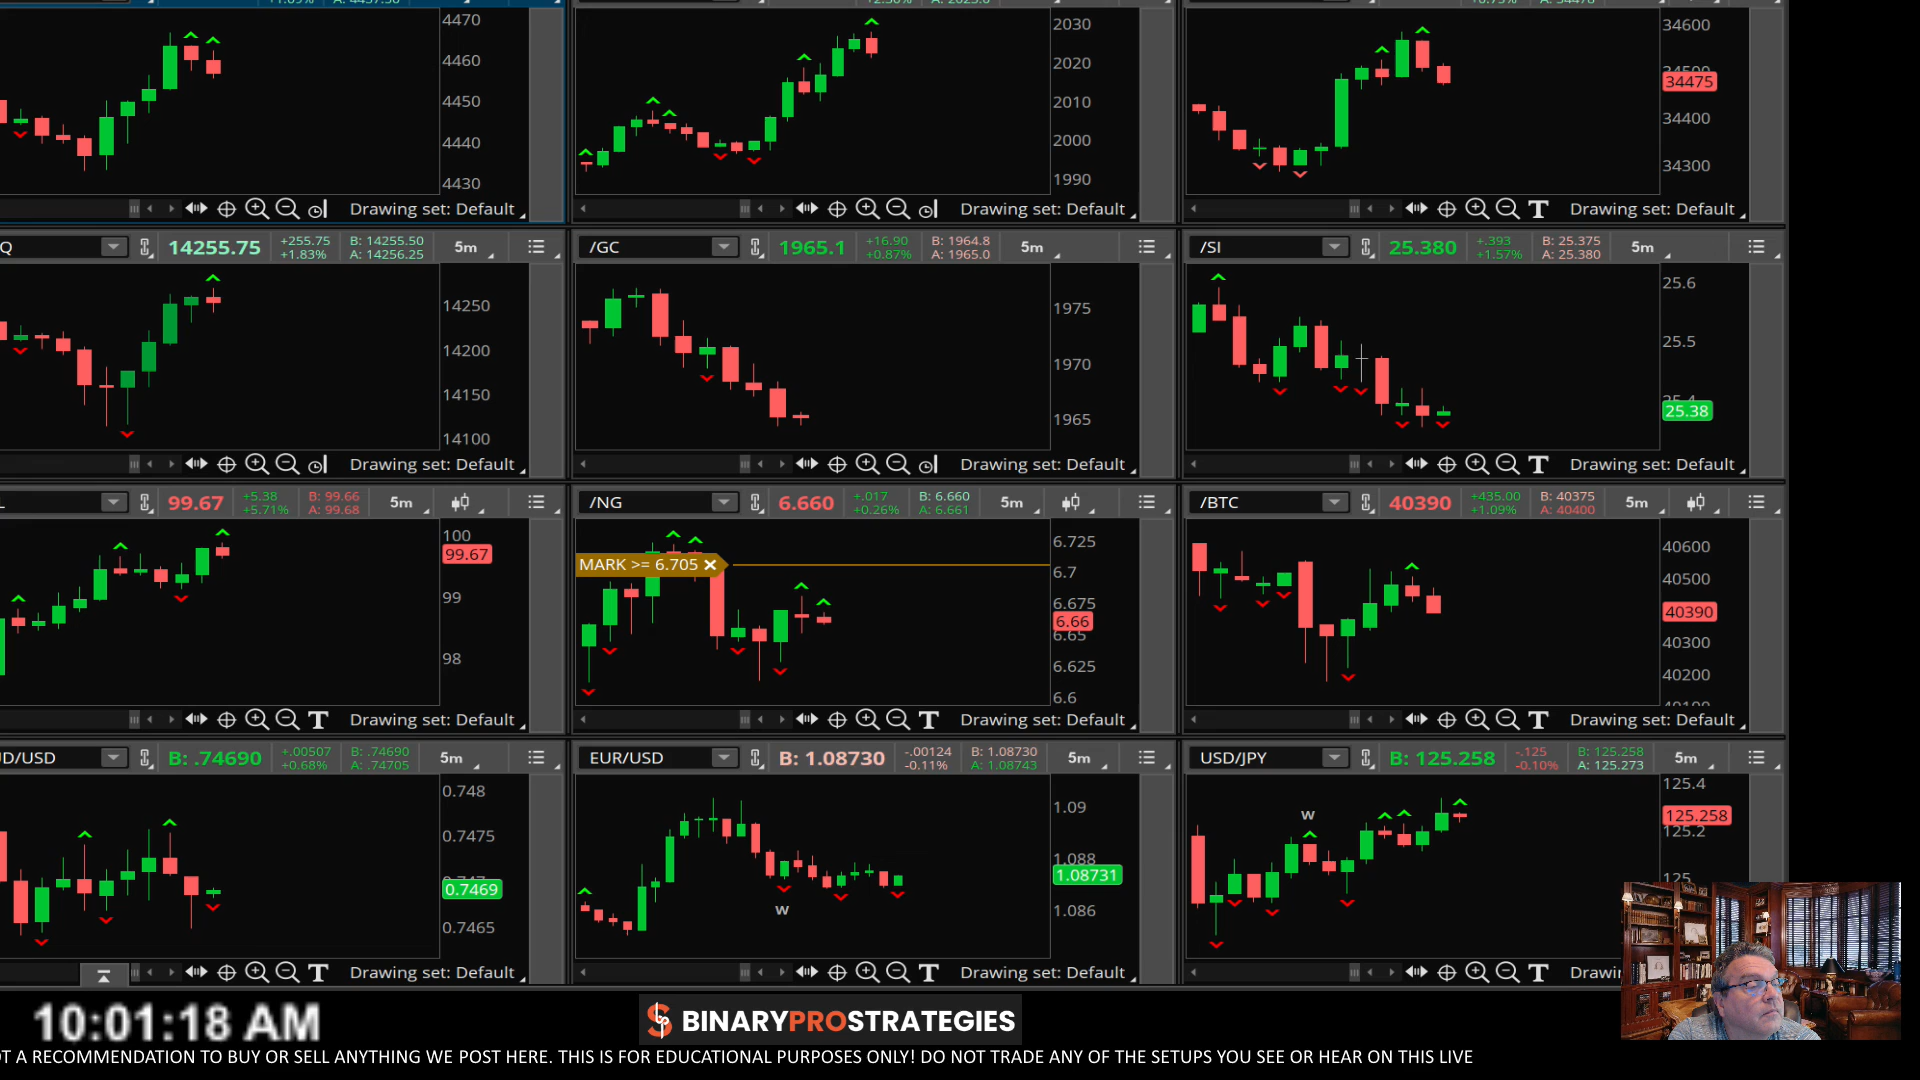 4470
4460
4450
4440
4430
Drawing set: Default
2030
2020
2010
2000
1990
Drawing set: Default
34600
34475
34400
34300
Drawing set: Default
Q 14255.75 +255.75 +1.83% B: 14255.50 A: 14256.25 5m
14250
14200
14150
14100
Drawing set: Default
/GC 1965.1 +16.90 +0.87% B: 1964.8 A: 1965.0 5m
1975
1970
1965
Drawing set: Default
/SI 25.380 +.393 +1.57% B: 25.375 A: 25.380 5m
25.6
25.5
25.38
Drawing set: Default
99.67 +5.38 +5.71% B: 99.66 A: 99.68 5m
100
99.67
99
98
Drawing set: Default
/NG 6.660 +.017 +0.26% B: 6.660 A: 6.661 5m
MARK >= 6.705
6.725
6.7
6.675
6.66
6.65
6.625
6.6
Drawing set: Default
/BTC 40390 +435.00 +1.09% B: 40375 A: 40400 5m
40600
40500
40390
40300
40200
Drawing set: Default
D/USD B: .74690 +.00507 +0.68% B: .74690 A: .74705 5m
0.748
0.7475
0.7469
0.7465
Drawing set: Default
EUR/USD B: 1.08730 -.00124 -0.11% B: 1.08730 A: 1.08743 5m
W
1.09
1.088
1.08731
1.086
Drawing set: Default
USD/JPY B: 125.258 -.125 -0.10% B: 125.258 A: 125.273 5m
W
125.4
125.258
125.2
125
Drawi
10:01:18 AM
BINARYPROSTRATEGIES
OT A RECOMMENDATION TO BUY OR SELL ANYTHING WE POST HERE. THIS IS FOR EDUCATIONAL PURPOSES ONLY! DO NOT TRADE ANY OF THE SETUPS YOU SEE OR HEAR ON THIS LIVE